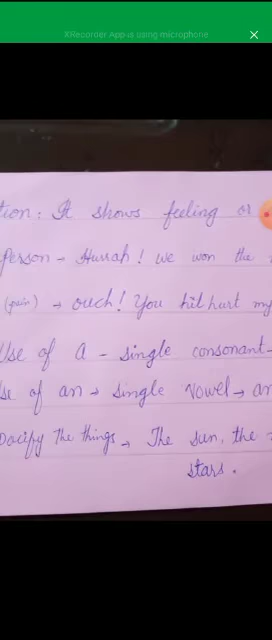 XRecorder App is using microphone
tion: It shows feeling or
Person → Hurrah! we won the
(pain) → ouch! You hit hurt my
Use of a - single consonant-
se of an → single vowel → an
pacify the things → The sun, the
stars.